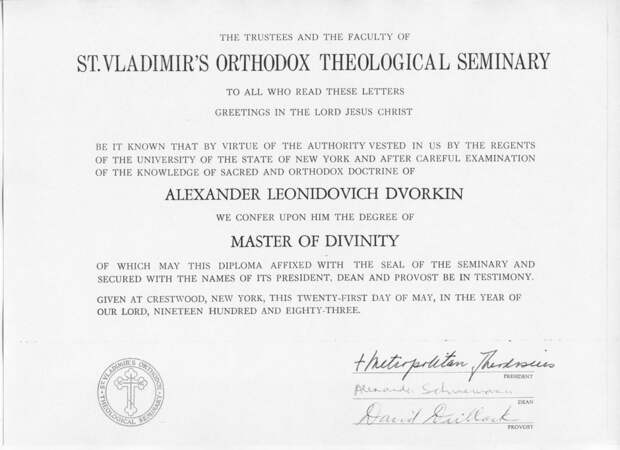 THE TRUSTEES AND THE FACULTY OF
ST. VLADIMIR'S ORTHODOX THEOLOGICAL SEMINARY
TO ALL WHO READ THESE LETTERS
GREETINGS IN THE LORD JESUS CHRIST
BE IT KNOWN THAT BY VIRTUE OF THE AUTHORITY VESTED IN US BY THE REGENTS
OF THE UNIVERSITY OF THE STATE OF NEW YORK AND AFTER CAREFUL EXAMINATION
OF THE KNOWLEDGE OF SACRED AND ORTHODOX DOCTRINE OF
ALEXANDER LEONIDOVICH DVORKIN
WE CONFER UPON HIM THE DEGREE OF
MASTER OF DIVINITY
OF WHICH MAY THIS DIPLOMA AFFIXED WITH THE SEAL OF THE SEMINARY AND
SECURED WITH THE NAMES OF ITS PRESIDENT, DEAN AND PROVOST BE IN TESTIMONY.
GIVEN AT CRESTWOOD, NEW YORK, THIS TWENTY-FIRST DAY OF MAY, IN THE YEAR OF
OUR LORD, NINETEEN HUNDRED AND EIGHTY-THREE.
ST. VLADIMIR'S ORTHODOX THEOLOGICAL SEMINARY
+ Metropolitan Theodosius
PRESIDENT
Alexander
DEAN
David Drillock
PROVOST